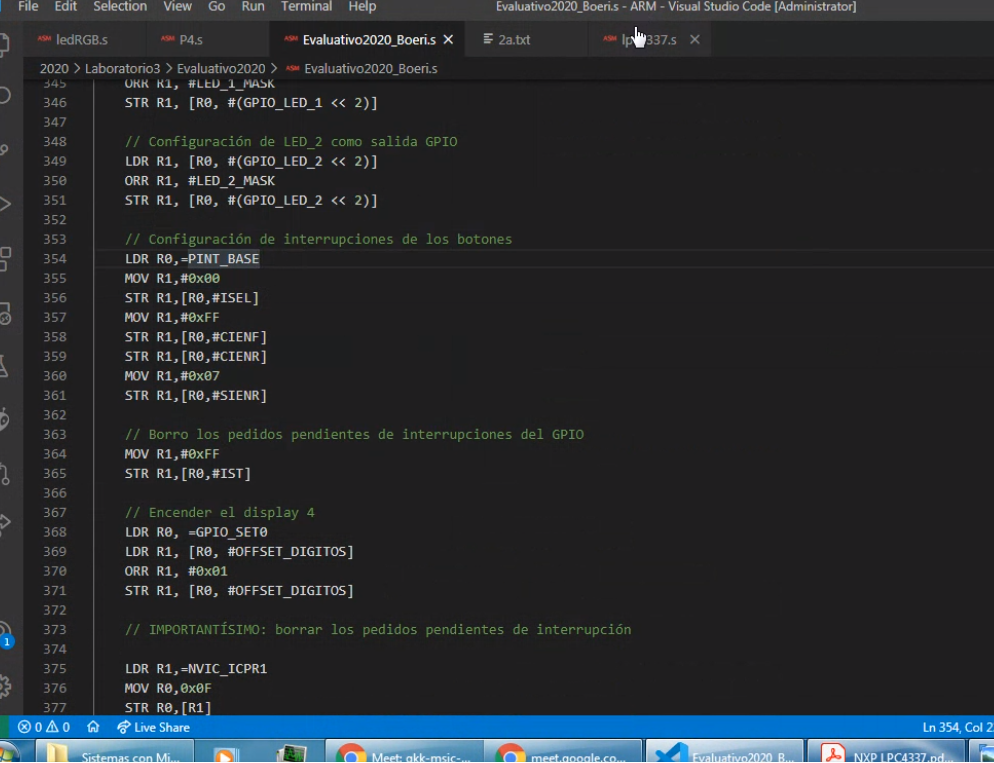 File Edit Selection View Go Run Terminal Help Evaluativo2020_Boeri.s - ARM - Visual Studio Code [Administrator]
ASM ledRGB.s ASM P4.s ASM Evaluativo2020_Boeri.s × 2a.txt ASM 337.s ×
2020 > Laboratorio3 > Evaluativo2020 > ASM Evaluativo2020_Boeri.s
345 ORR R1, #LED_1_MASK
346 STR R1, [R0, #(GPIO_LED_1 << 2)]
347
348 // Configuración de LED_2 como salida GPIO
349 LDR R1, [R0, #(GPIO_LED_2 << 2)]
350 ORR R1, #LED_2_MASK
351 STR R1, [R0, #(GPIO_LED_2 << 2)]
352
353 // Configuración de interrupciones de los botones
354 LDR R0,=PINT_BASE
355 MOV R1,#0x00
356 STR R1,[R0,#ISEL]
357 MOV R1,#0xFF
358 STR R1,[R0,#CIENF]
359 STR R1,[R0,#CIENR]
360 MOV R1,#0x07
361 STR R1,[R0,#SIENR]
362
363 // Borro los pedidos pendientes de interrupciones del GPIO
364 MOV R1,#0xFF
365 STR R1,[R0,#IST]
366
367 // Encender el display 4
368 LDR R0, =GPIO_SET0
369 LDR R1, [R0, #OFFSET_DIGITOS]
370 ORR R1, #0x01
371 STR R1, [R0, #OFFSET_DIGITOS]
372
373 // IMPORTANTÍSIMO: borrar los pedidos pendientes de interrupción
374
375 LDR R1,=NVIC_ICPR1
376 MOV R0,0x0F
377 STR R0,[R1]
1
0 0 Live Share Ln 354, Col 2
Sistemas con Mi... Meet: gkk-msic-... meet.google.co... Evaluativo2020_B... NXP LPC4337.pd...